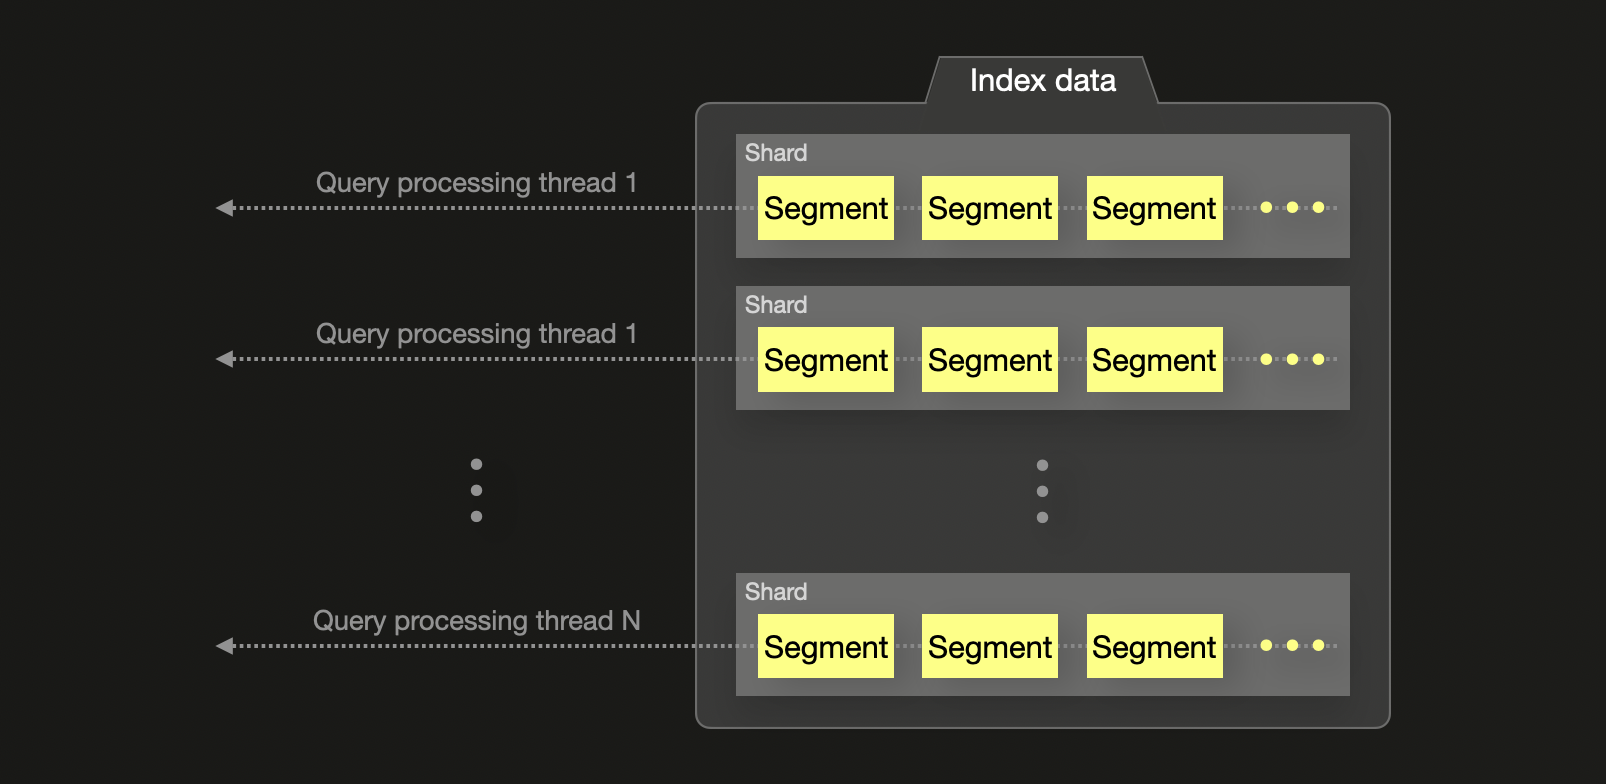 Index data
Shard
Query processing thread 1
Segment Segment Segment
Shard
Query processing thread 1
Segment Segment Segment
Shard
Query processing thread N
Segment Segment Segment